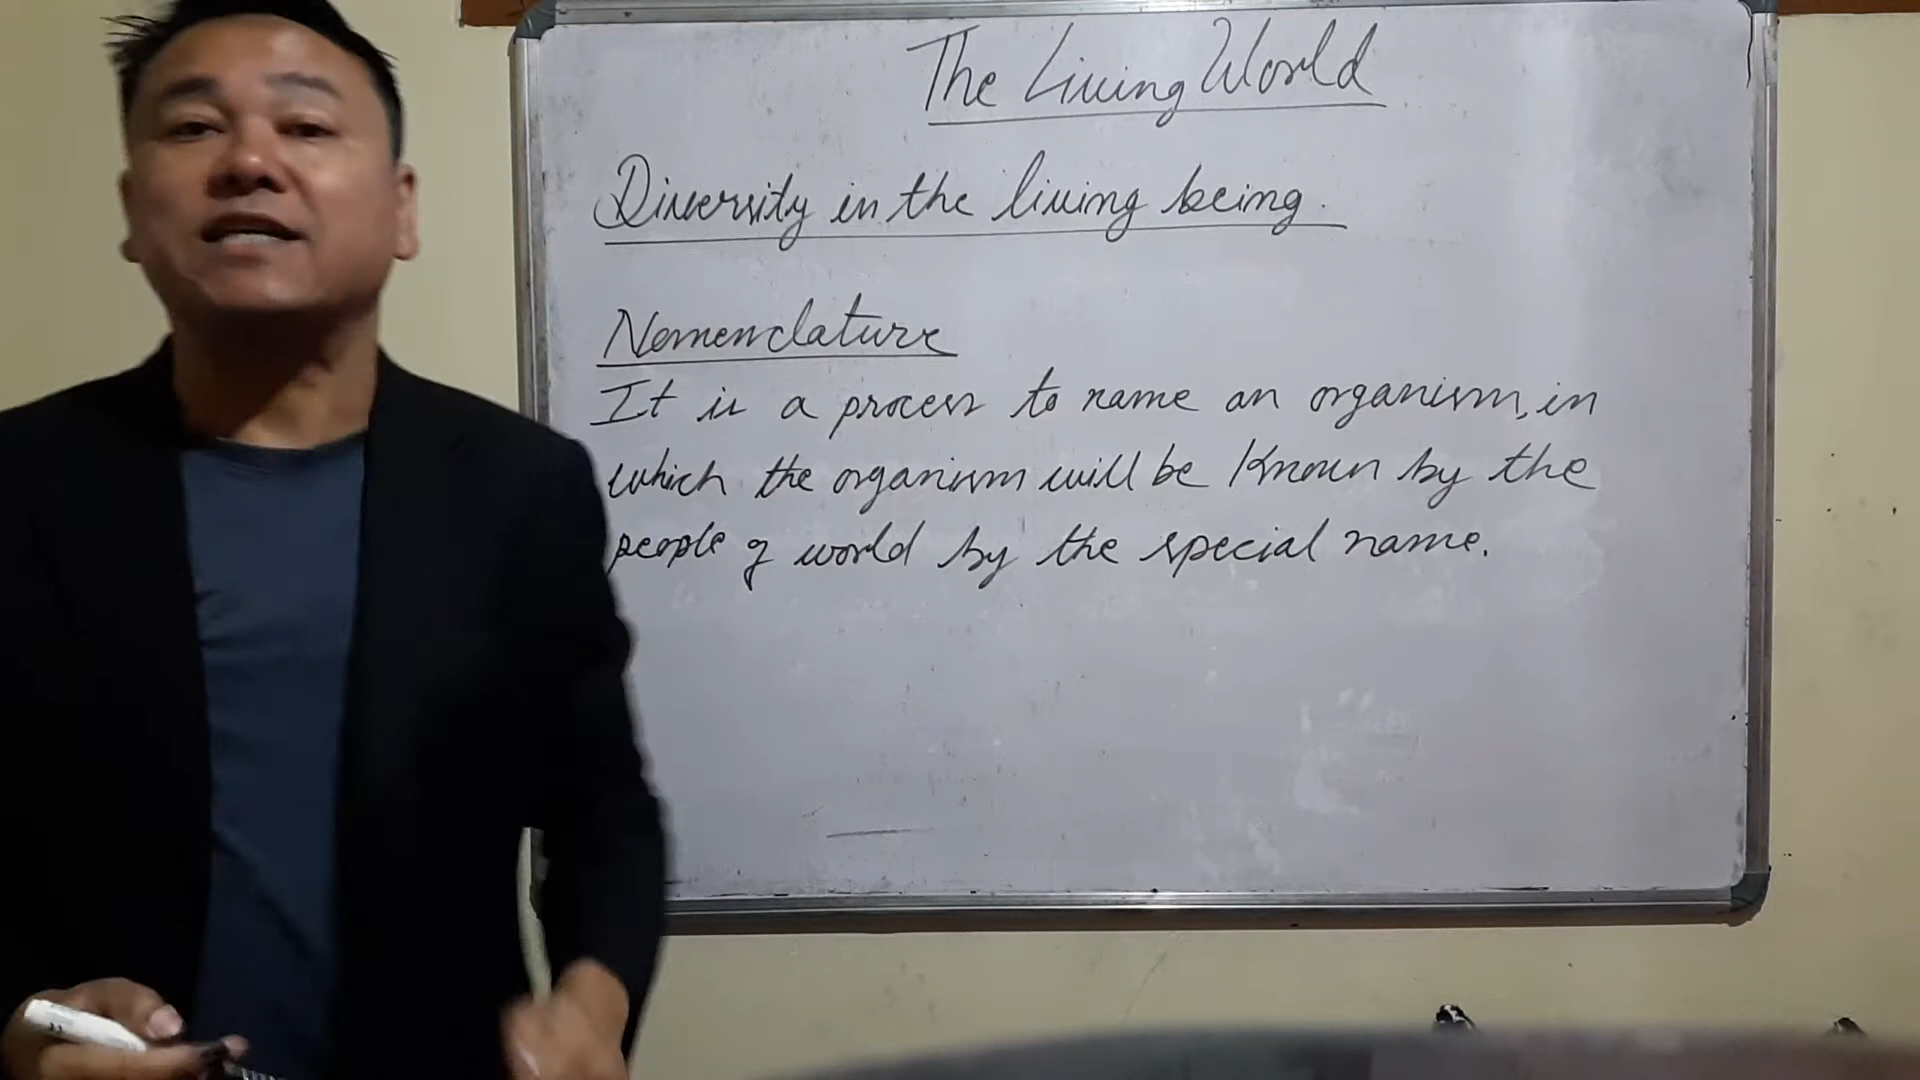 The Living World
Diversity in the living being.
Nomenclature
It is a process to name an organism, in
which the organism will be known by the
people of world by the special name.